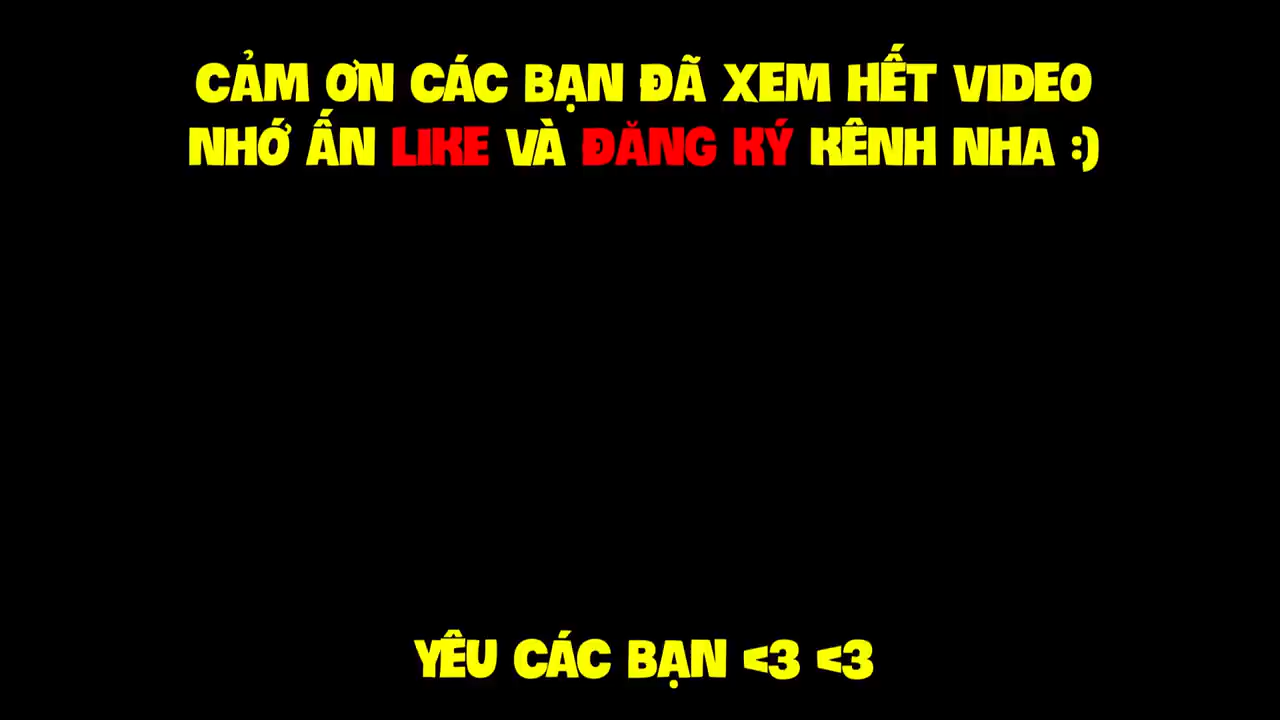 CẢM ƠN CÁC BẠN ĐÃ XEM HẾT VIDEO
NHỚ ẤN LIKE VÀ ĐĂNG KÝ KÊNH NHA :)
YÊU CÁC BẠN <3 <3